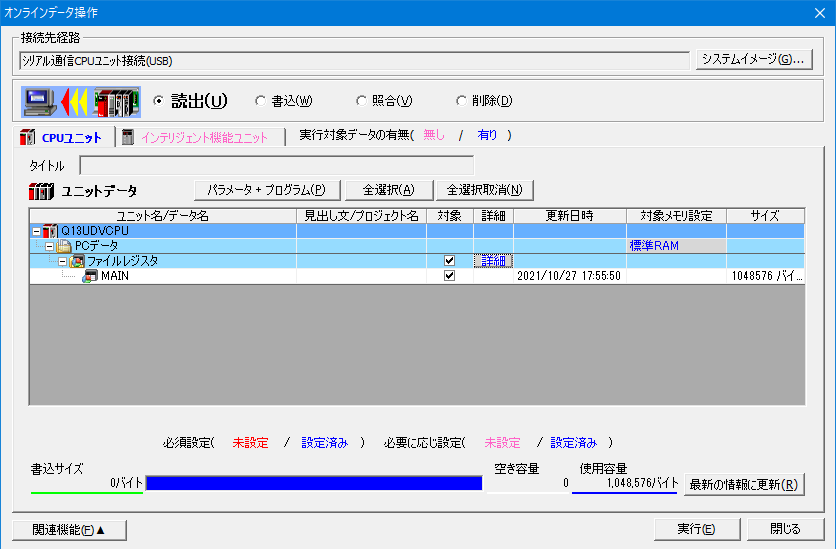 オンラインデータ操作
接続先経路
シリアル通信CPUユニット接続(USB)
システムイメージ(G)...
読出(U) 書込(W) 照合(V) 削除(D)
CPUユニット インテリジェント機能ユニット 実行対象データの有無( 無し / 有り )
タイトル
ユニットデータ パラメータ + プログラム(P) 全選択(A) 全選択取消(N)
ユニット名/データ名 見出し文/プロジェクト名 対象 詳細 更新日時 対象メモリ設定 サイズ
Q13UDVCPU
PCデータ 標準RAM
ファイルレジスタ 詳細
MAIN 2021/10/27 17:55:50 1048576 バイ...
必須設定( 未設定 / 設定済み ) 必要に応じ設定( 未設定 / 設定済み )
書込サイズ 空き容量 使用容量
0バイト 0 1,048,576バイト 最新の情報に更新(R)
関連機能(F)▲ 実行(E) 閉じる